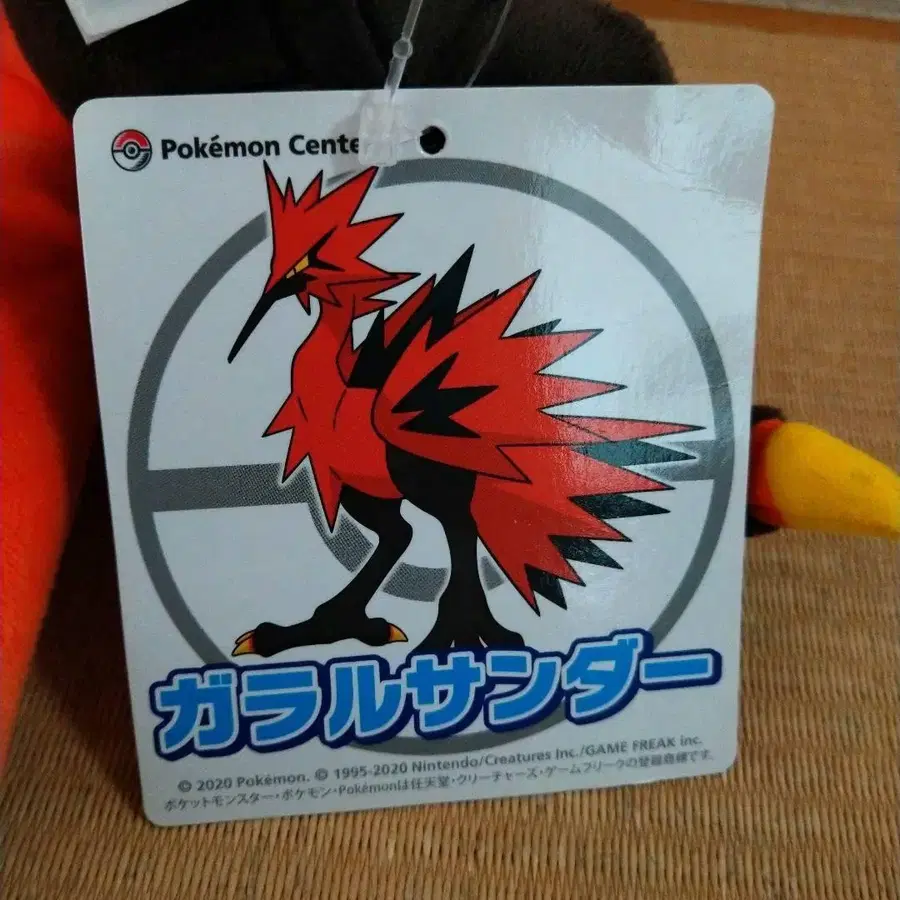 Pokémon Cente
ガラルサンダー
© 2020 Pokémon. © 1995-2020 Nintendo/Creatures Inc./GAME FREAK inc.
ポケットモンスター・ポケモン・Pokémonは任天堂・クリーチャーズ・ゲームフリークの登録商標です。